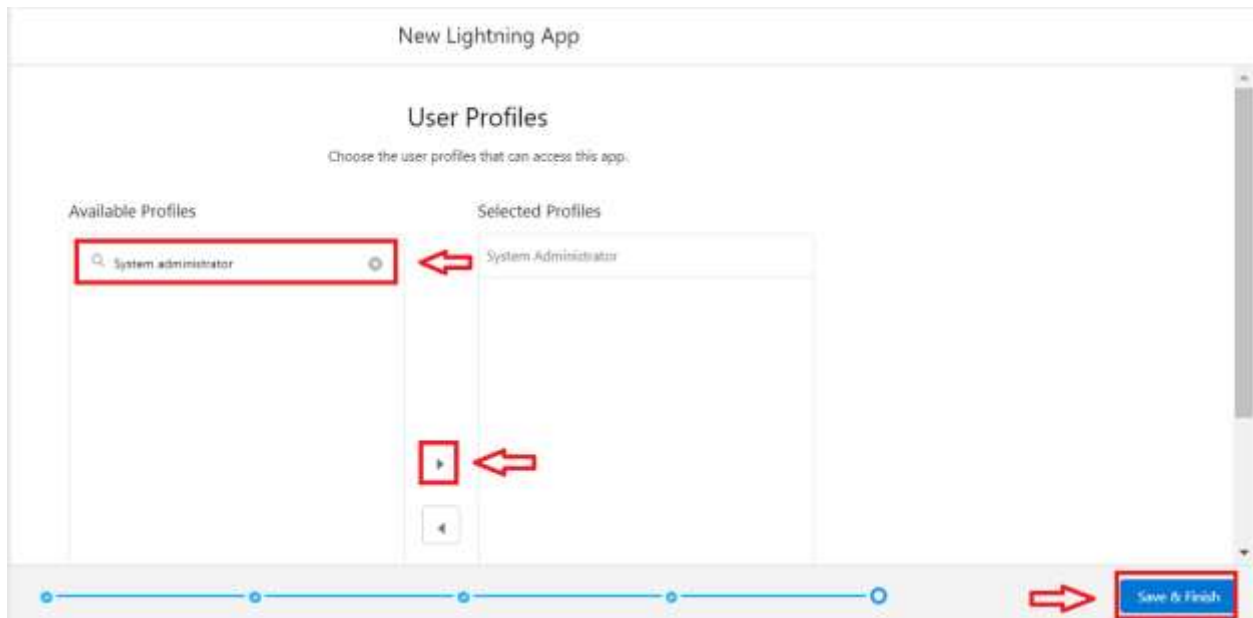 New Lightning App
User Profiles
Choose the user profiles that can access this app.
Available Profiles
Selected Profiles
System administrator
System Administrator
Save & Finish